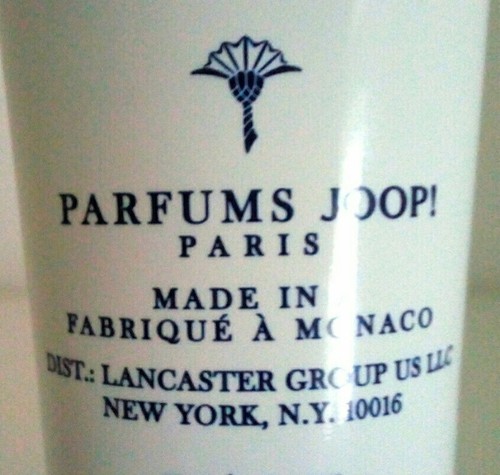 PARFUMS JOOP!
PARIS
MADE IN
FABRIQUÉ À MONACO
DIST.: LANCASTER GROUP US LLC
NEW YORK, N.Y. 10016